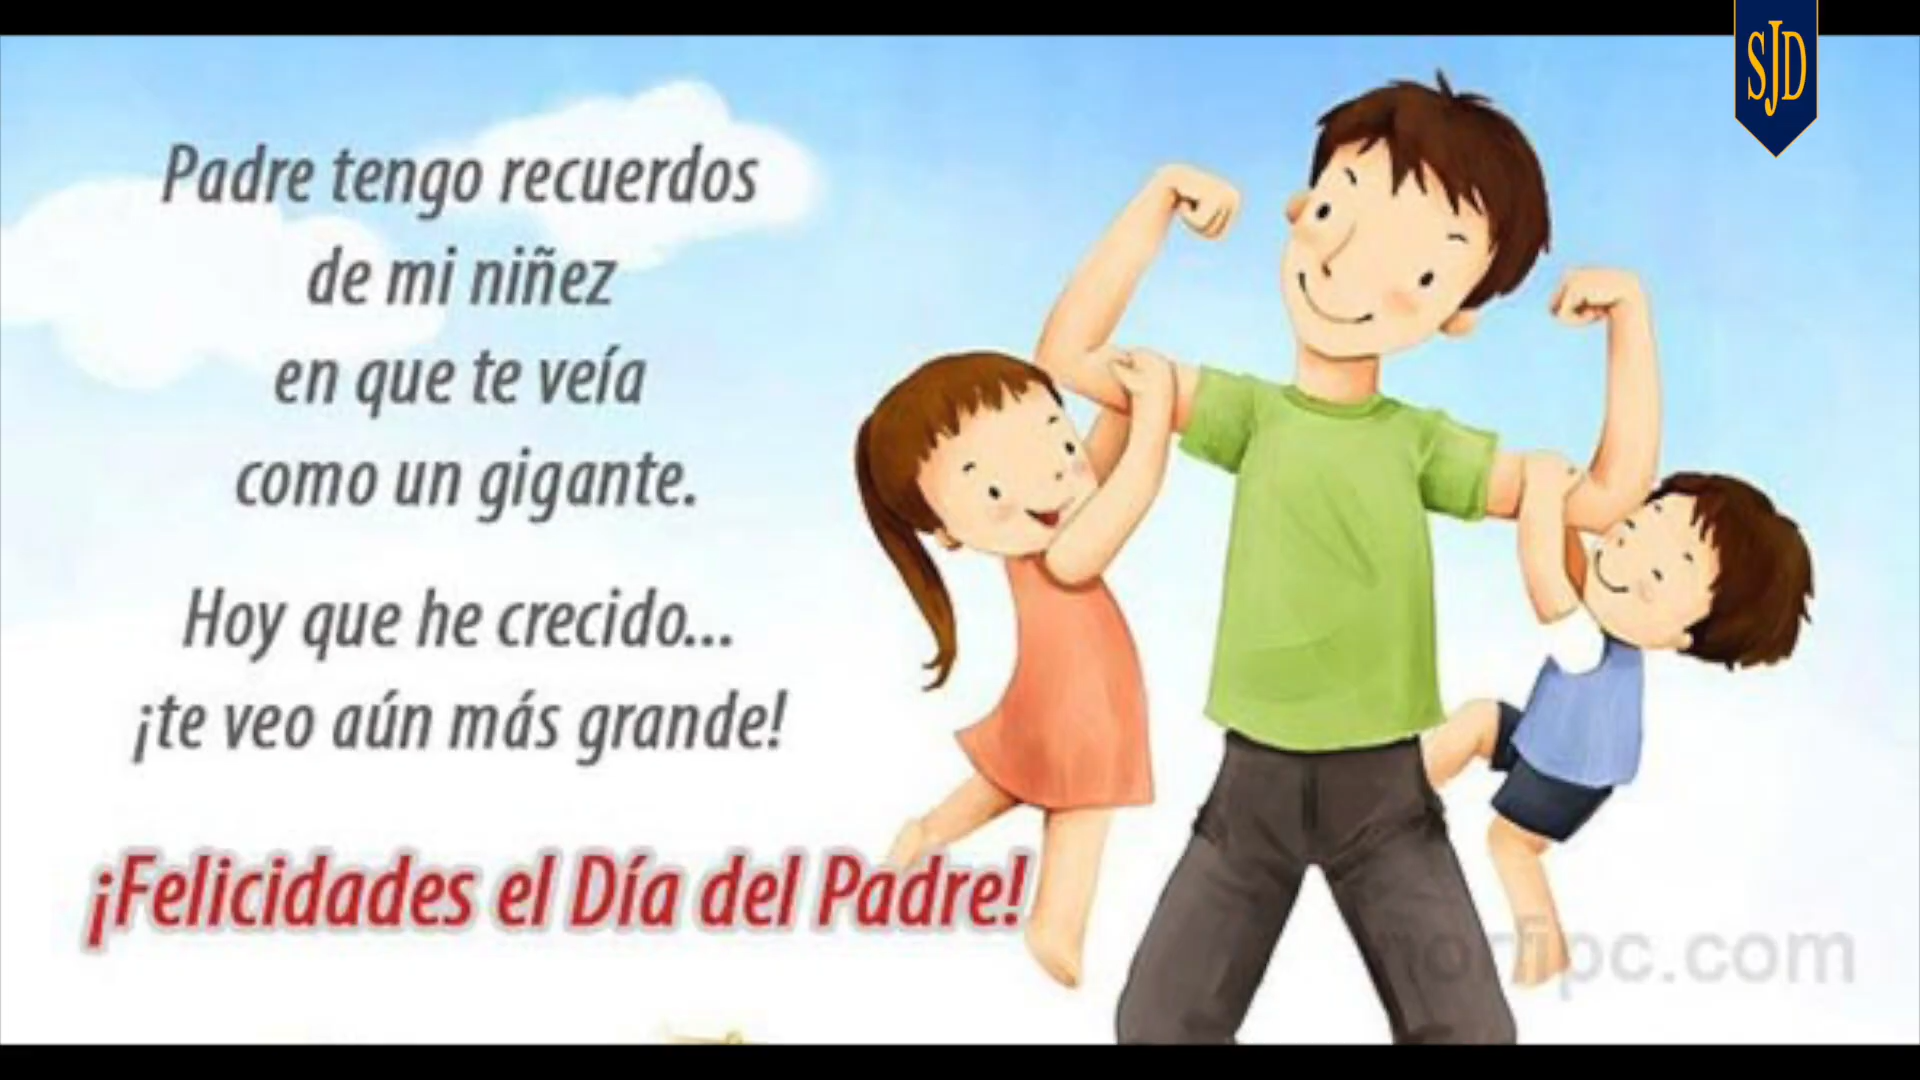 SJD
Padre tengo recuerdos
de mi niñez
en que te veía
como un gigante.
Hoy que he crecido...
¡te veo aún más grande!
¡Felicidades el Día del Padre!